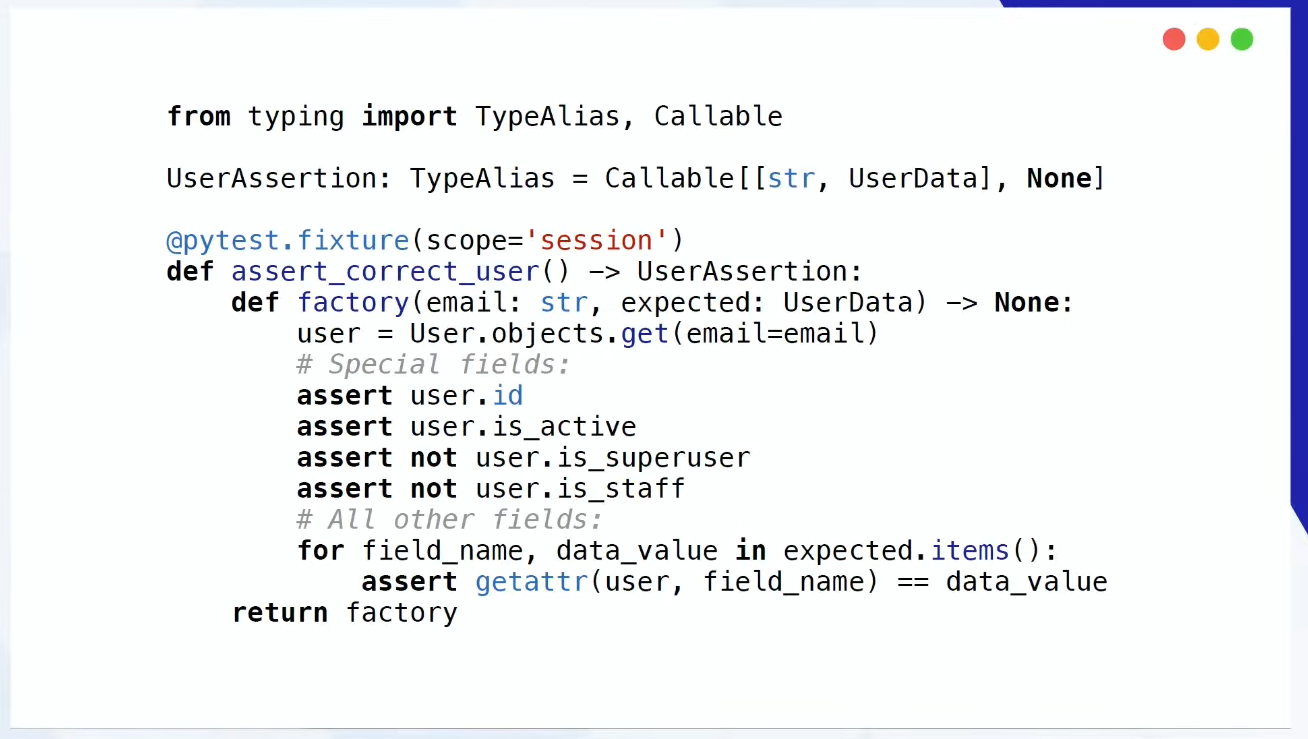 from typing import TypeAlias, Callable

UserAssertion: TypeAlias = Callable[[str, UserData], None]

@pytest.fixture(scope='session')
def assert_correct_user() -> UserAssertion:
    def factory(email: str, expected: UserData) -> None:
        user = User.objects.get(email=email)
        # Special fields:
        assert user.id
        assert user.is_active
        assert not user.is_superuser
        assert not user.is_staff
        # All other fields:
        for field_name, data_value in expected.items():
            assert getattr(user, field_name) == data_value
    return factory